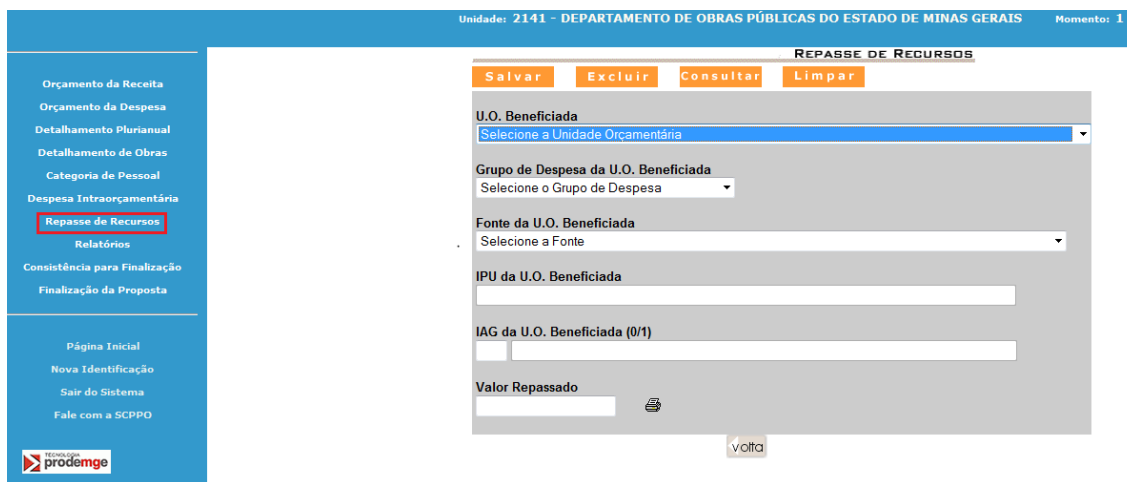 Unidade: 2141 - DEPARTAMENTO DE OBRAS PÚBLICAS DO ESTADO DE MINAS GERAIS Momento: 1
Orçamento da Receita
Orçamento da Despesa
Detalhamento Plurianual
Detalhamento de Obras
Categoria de Pessoal
Despesa Intraorçamentária
Repasse de Recursos
Relatórios
Consistência para Finalização
Finalização da Proposta
Página Inicial
Nova Identificação
Sair do Sistema
Fale com a SCPPO
TECNOLOGIA
prodemge
REPASSE DE RECURSOS
Salvar Excluir Consultar Limpar
U.O. Beneficiada
Selecione a Unidade Orçamentária
Grupo de Despesa da U.O. Beneficiada
Selecione o Grupo de Despesa
Fonte da U.O. Beneficiada
Selecione a Fonte
IPU da U.O. Beneficiada
IAG da U.O. Beneficiada (0/1)
Valor Repassado
volta